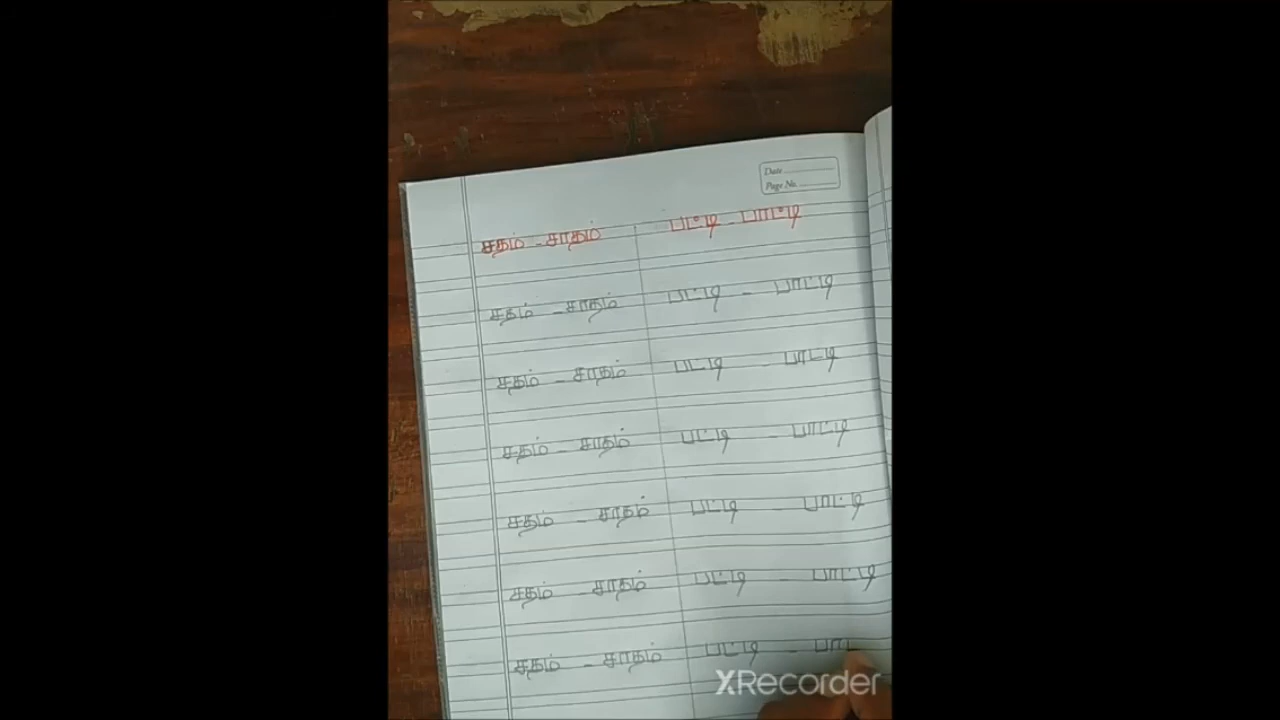 Date
Page No.
சதம் - சாதம் பட்டி - பாட்டி
சதம் - சாதம் பட்டி - பாட்டி
சதம் - சாதம் பட்டி - பாட்டி
சதம் - சாதம் பட்டி - பாட்டி
சதம் - சாதம் பட்டி - பாட்டி
சதம் - சாதம் பட்டி - பாட்டி
சதம் - சாதம் பட்டி - பாட
XRecorder